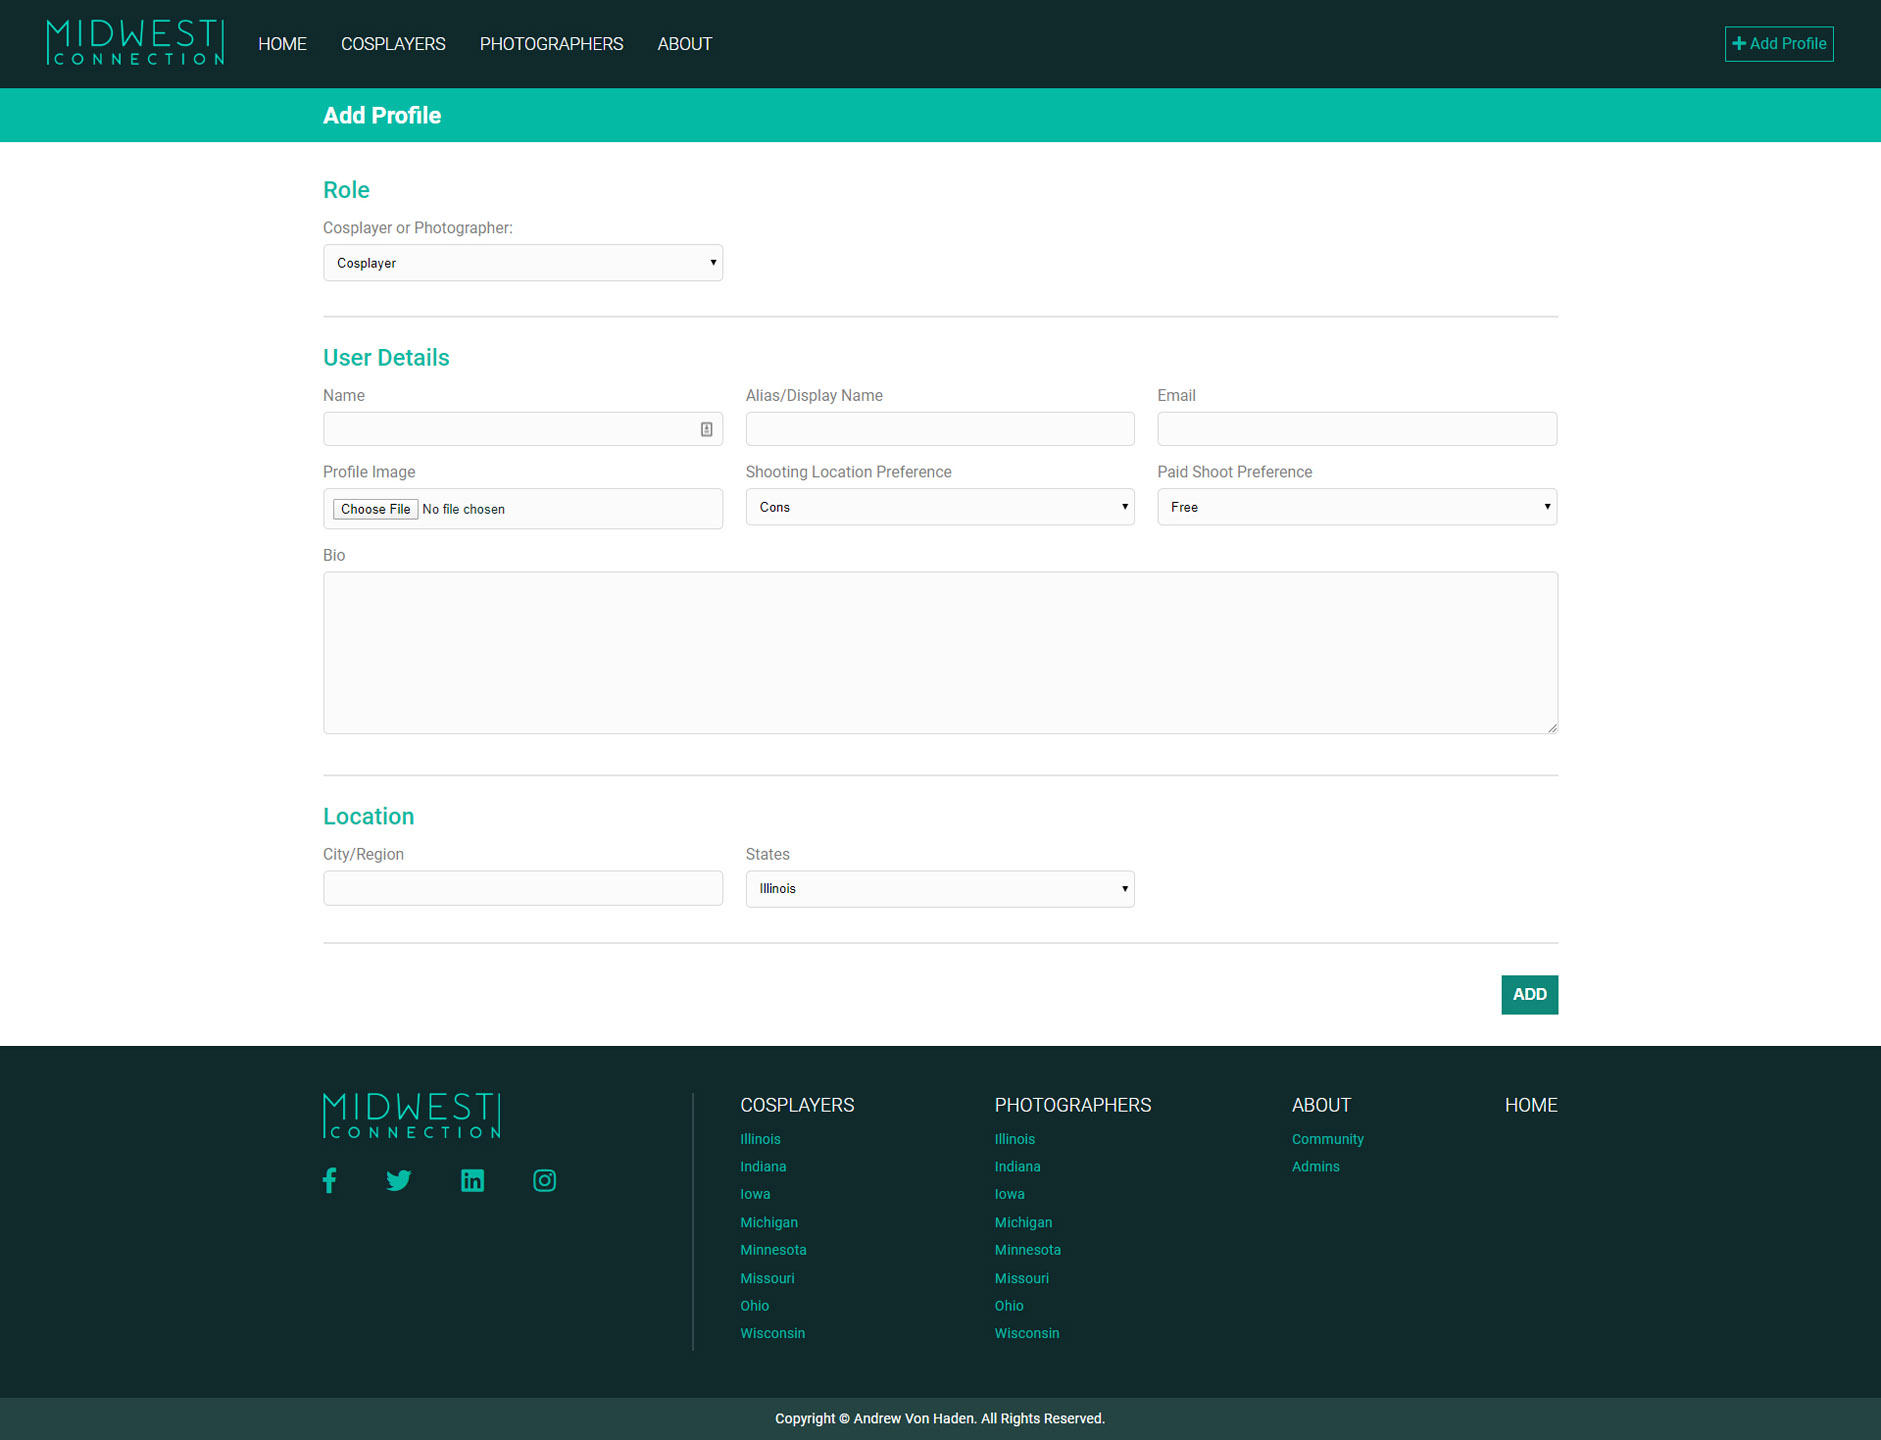 MIDWEST
CONNECTION
HOME COSPLAYERS PHOTOGRAPHERS ABOUT
Add Profile
Add Profile
Role
Cosplayer or Photographer:
Cosplayer
User Details
Name Alias/Display Name Email
Profile Image Shooting Location Preference Paid Shoot Preference
Choose File No file chosen Cons Free
Bio
Location
City/Region States
Illinois
ADD
MIDWEST
CONNECTION
COSPLAYERS
Illinois
Indiana
Iowa
Michigan
Minnesota
Missouri
Ohio
Wisconsin
PHOTOGRAPHERS
Illinois
Indiana
Iowa
Michigan
Minnesota
Missouri
Ohio
Wisconsin
ABOUT
Community
Admins
HOME
Copyright © Andrew Von Haden. All Rights Reserved.